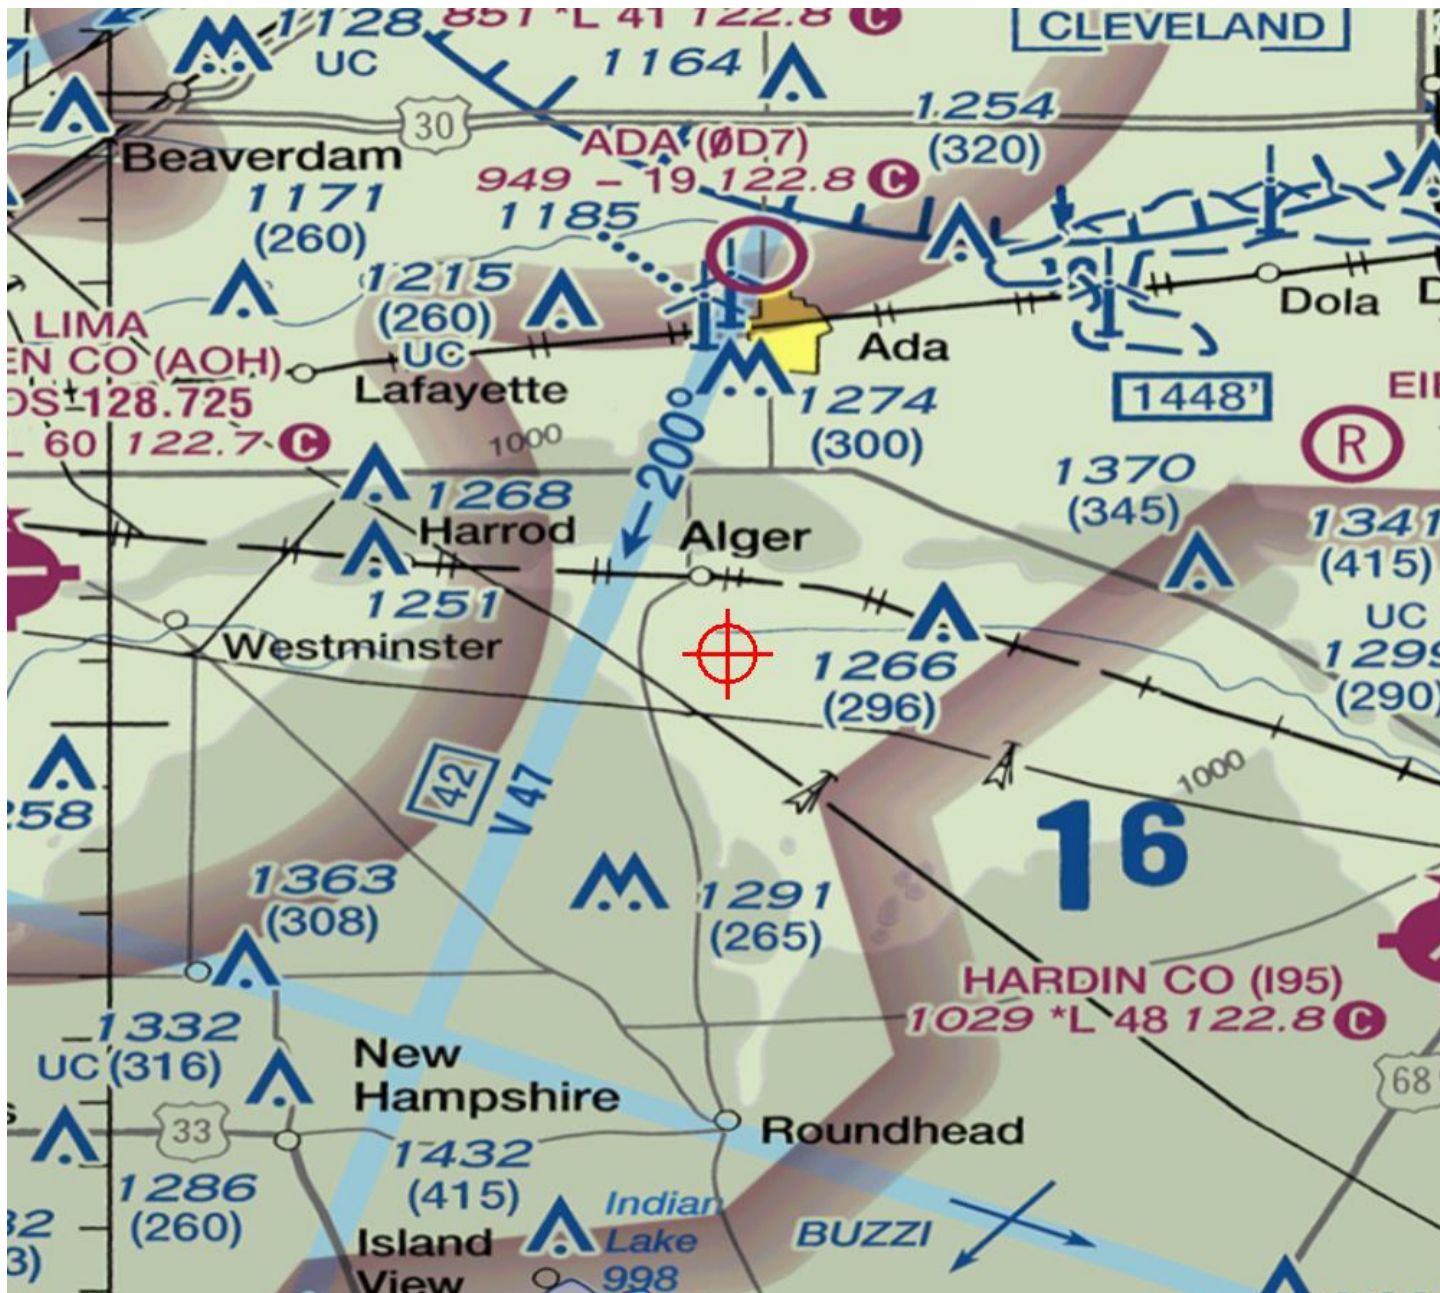 1128
UC
851 *L 41 122.8 C
CLEVELAND
1164
30
1254
(320)
ADA (ØD7)
949 – 19 122.8 C
Beaverdam
1171
(260)
1185
1215
(260)
UC
Dola
LIMA
EN CO (AOH)
128.725
L 60 122.7 C
Lafayette
Ada
1448'
1274
(300)
R
1000
200°
1370
(345)
1268
Harrod
Alger
1341
(415)
1251
UC
Westminster
1266
(296)
(290)
42
V 47
1000
258
16
1363
(308)
1291
(265)
HARDIN CO (I95)
1029 *L 48 122.8 C
1332
UC (316)
New
Hampshire
68
33
Roundhead
1432
(415)
1286
(260)
Indian
Lake
998
BUZZI
Island
View